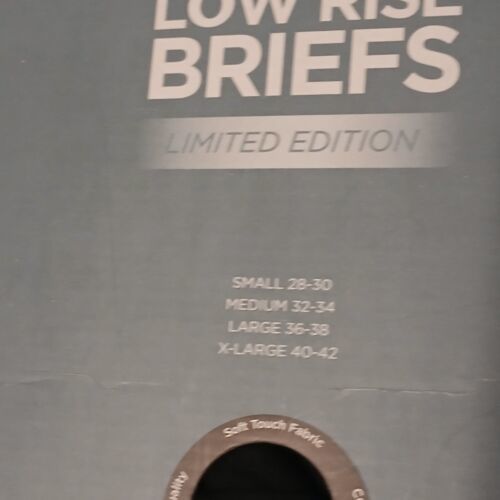 LOW RISE
BRIEFS
LIMITED EDITION
SMALL 28-30
MEDIUM 32-34
LARGE 36-38
X-LARGE 40-42
Soft Touch Fabric